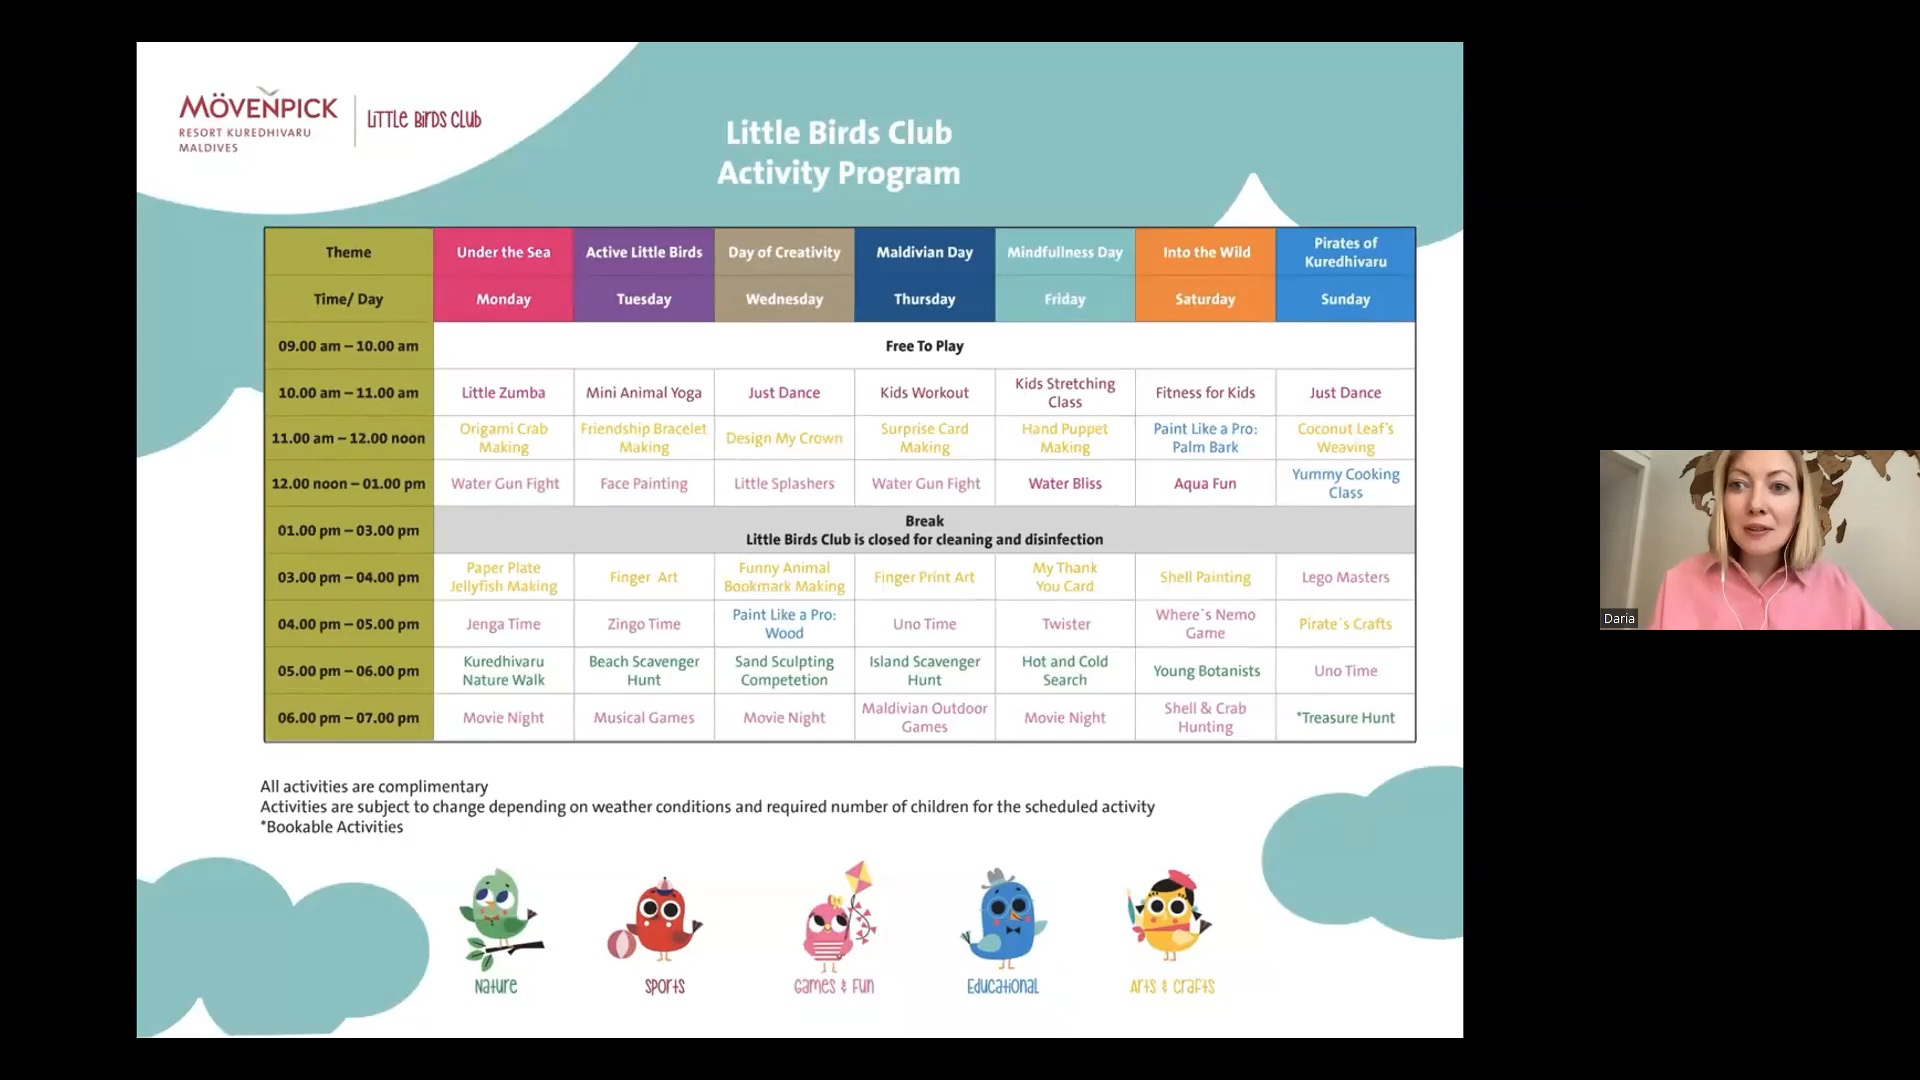 MÖVENPICK
RESORT KUREDHIVARU
MALDIVES
LITTLE BIRDS CLUB
Little Birds Club
Activity Program
Theme
Under the Sea
Active Little Birds
Day of Creativity
Maldivian Day
Mindfullness Day
Into the Wild
Pirates of
Kuredhivaru
Time/ Day
Monday
Tuesday
Wednesday
Thursday
Friday
Saturday
Sunday
09.00 am – 10.00 am
Free To Play
10.00 am – 11.00 am
Little Zumba
Mini Animal Yoga
Just Dance
Kids Workout
Kids Stretching
Class
Fitness for Kids
Just Dance
11.00 am – 12.00 noon
Origami Crab
Making
Friendship Bracelet
Making
Design My Crown
Surprise Card
Making
Hand Puppet
Making
Paint Like a Pro:
Palm Bark
Coconut Leaf's
Weaving
12.00 noon – 01.00 pm
Water Gun Fight
Face Painting
Little Splashers
Water Gun Fight
Water Bliss
Aqua Fun
Yummy Cooking
Class
01.00 pm – 03.00 pm
Break
Little Birds Club is closed for cleaning and disinfection
03.00 pm – 04.00 pm
Paper Plate
Jellyfish Making
Finger Art
Funny Animal
Bookmark Making
Finger Print Art
My Thank
You Card
Shell Painting
Lego Masters
04.00 pm – 05.00 pm
Jenga Time
Zingo Time
Paint Like a Pro:
Wood
Uno Time
Twister
Where`s Nemo
Game
Pirate`s Crafts
05.00 pm – 06.00 pm
Kuredhivaru
Nature Walk
Beach Scavenger
Hunt
Sand Sculpting
Competetion
Island Scavenger
Hunt
Hot and Cold
Search
Young Botanists
Uno Time
06.00 pm – 07.00 pm
Movie Night
Musical Games
Movie Night
Maldivian Outdoor
Games
Movie Night
Shell & Crab
Hunting
*Treasure Hunt
All activities are complimentary
Activities are subject to change depending on weather conditions and required number of children for the scheduled activity
*Bookable Activities
Nature
Sports
Games & Fun
Educational
Arts & Crafts
Daria